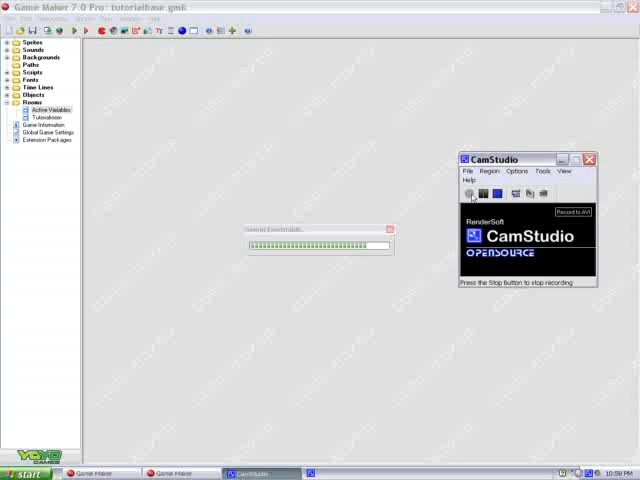 Game Maker 7.0 Pro: tutorialbase.gmk
Sprites
Sounds
Backgrounds
Paths
Scripts
Fonts
Time Lines
Objects
Rooms
Active Variables
Tutorialroom
Game Information
Global Game Settings
Extension Packages
CamStudio
File Region Options Tools View
Help
Record to AVI
RenderSoft
CamStudio
OPENSOURCE
Press the Stop Button to stop recording
YOYO
GAMES
start
Game Maker
Game Maker
CamStudio
10:58 PM